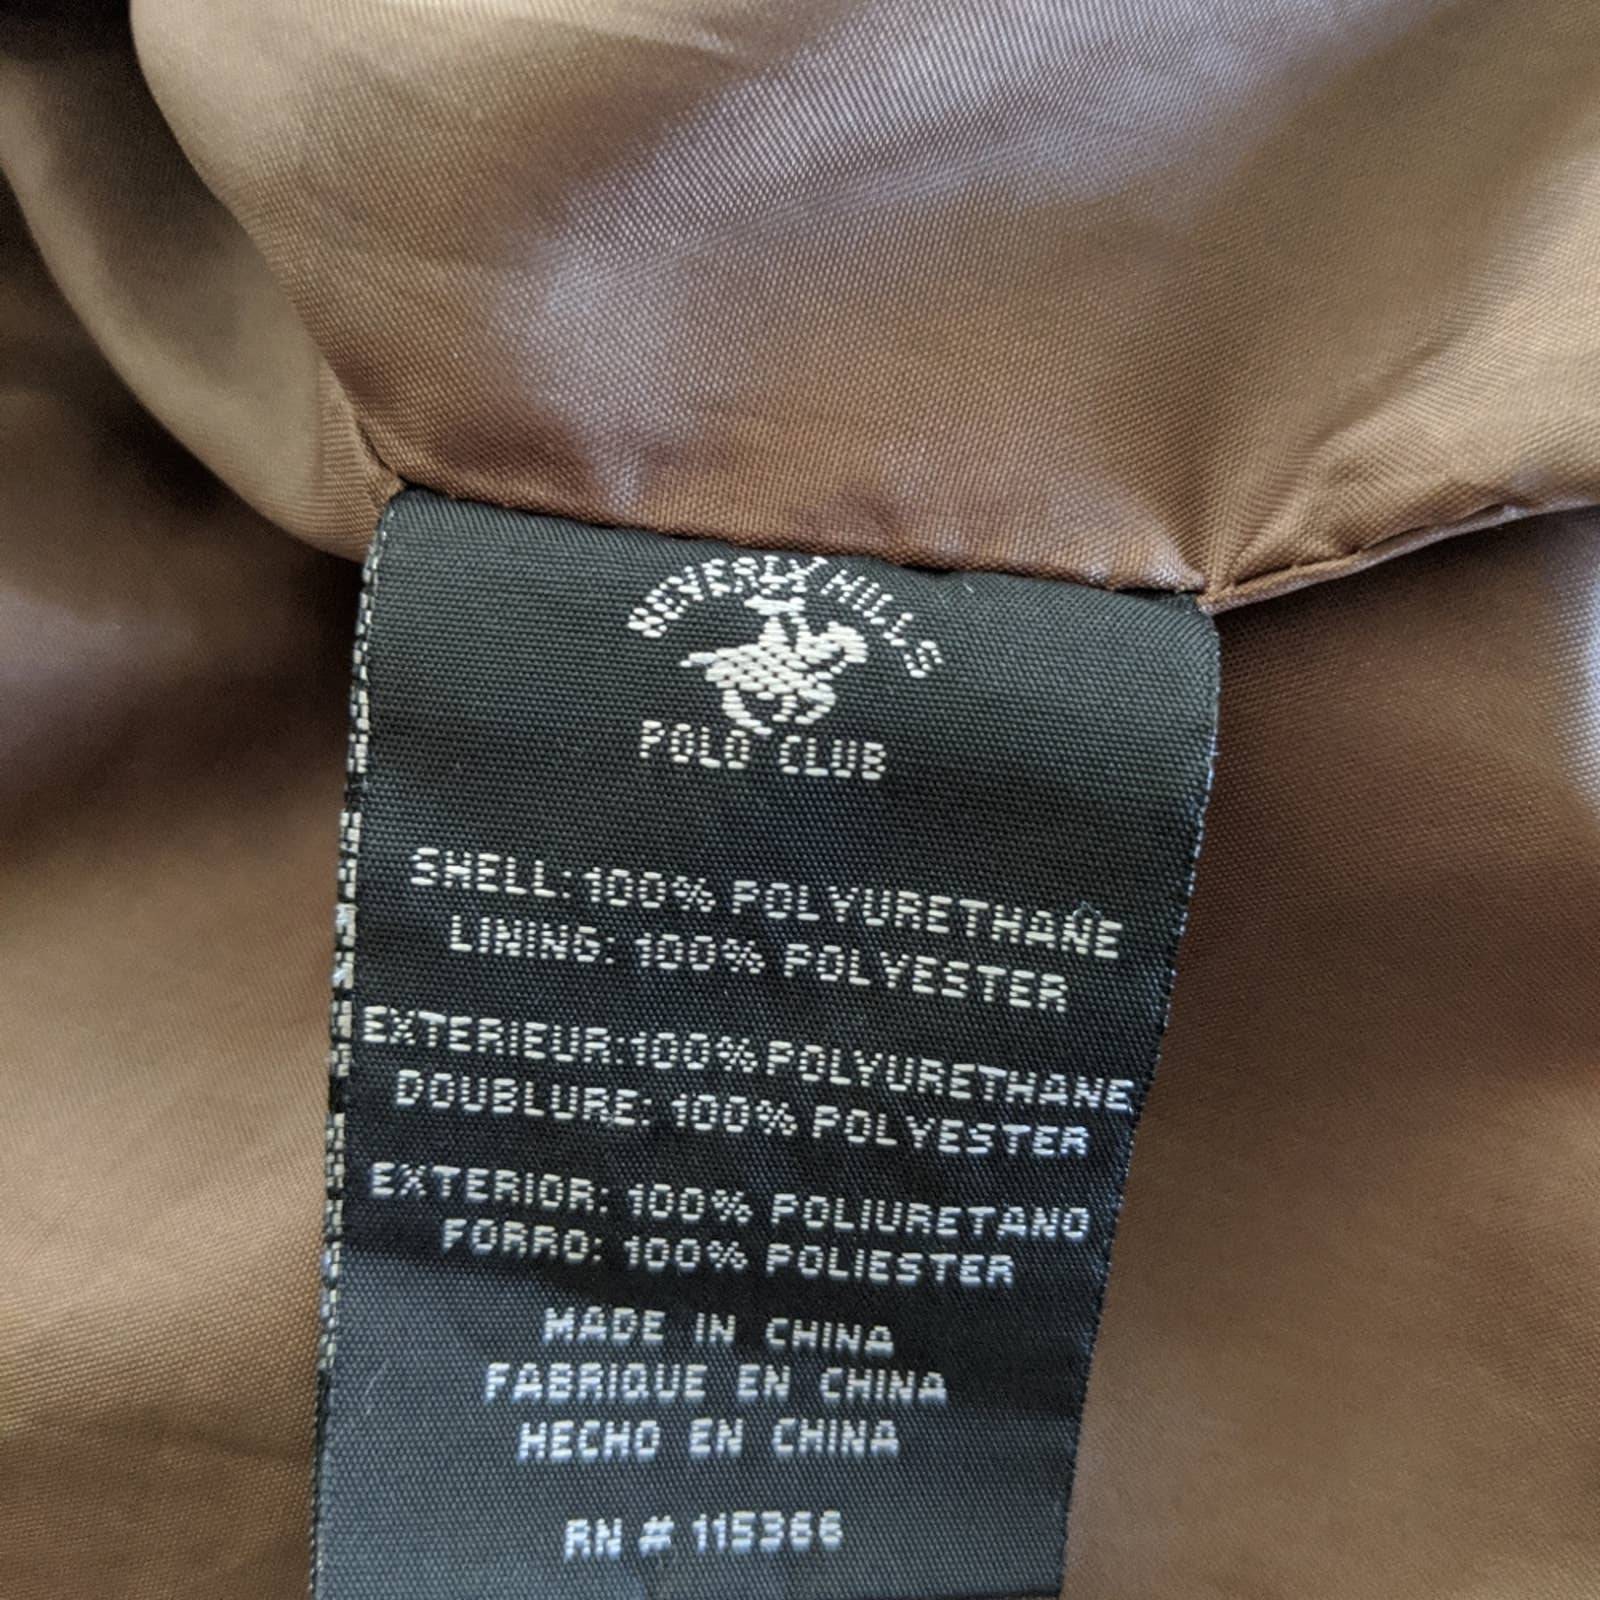 BEVERLY HILLS
POLO CLUB
SHELL: 100% POLYURETHANE
LINING: 100% POLYESTER
EXTERIEUR: 100% POLYURETHANE
DOUBLURE: 100% POLYESTER
EXTERIOR: 100% POLIURETANO
FORRO: 100% POLIESTER
MADE IN CHINA
FABRIQUE EN CHINA
HECHO EN CHINA
RN # 115366